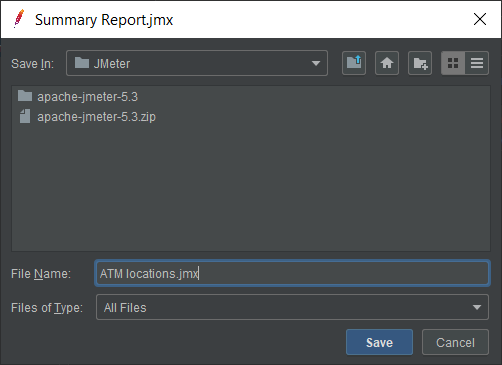 Summary Report.jmx
Save In: JMeter
apache-jmeter-5.3
apache-jmeter-5.3.zip
File Name: ATM locations.jmx
Files of Type: All Files
Save Cancel